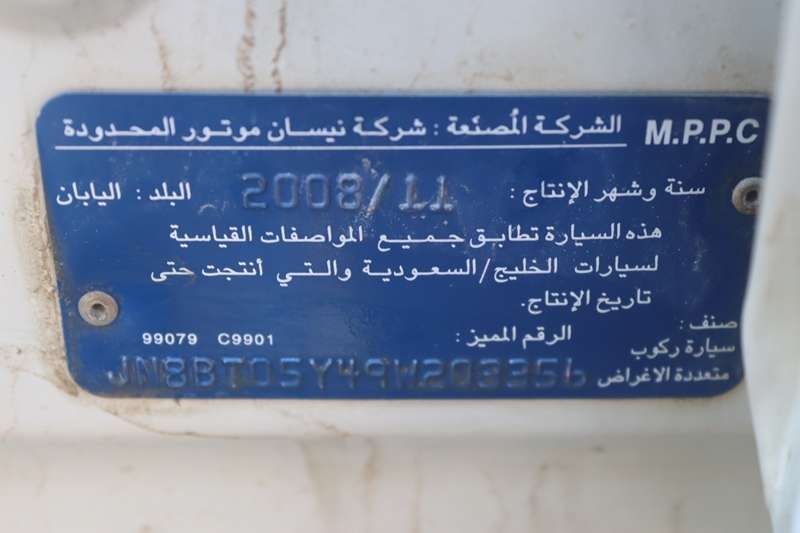 M.P.P.C الشركة المُصنّعة : شركة نيسان موتور المحدودة
سنة وشهر الإنتاج : 2008/11 البلد : اليابان
هذه السيارة تطابق جميع المواصفات القياسية
لسيارات الخليج/السعودية والتي أنتجت حتى
تاريخ الإنتاج.
صنف :
الرقم المميز : 99079 C9901
سيارة ركوب
متعددة الاغراض